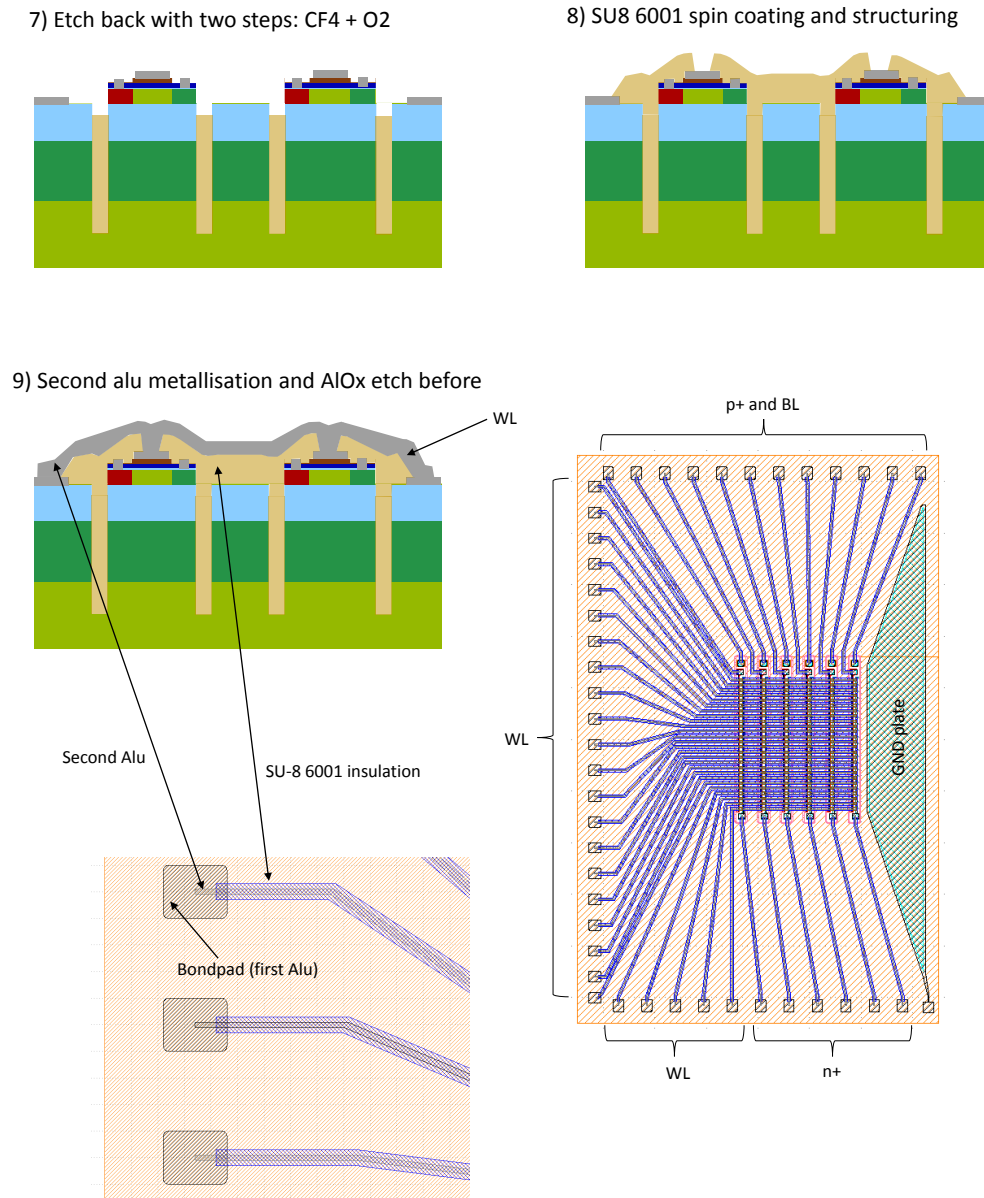 7) Etch back with two steps: CF4 + O2
8) SU8 6001 spin coating and structuring
9) Second alu metallisation and AlOx etch before
WL
p+ and BL
WL
GND plate
Second Alu
SU-8 6001 insulation
Bondpad (first Alu)
WL
n+